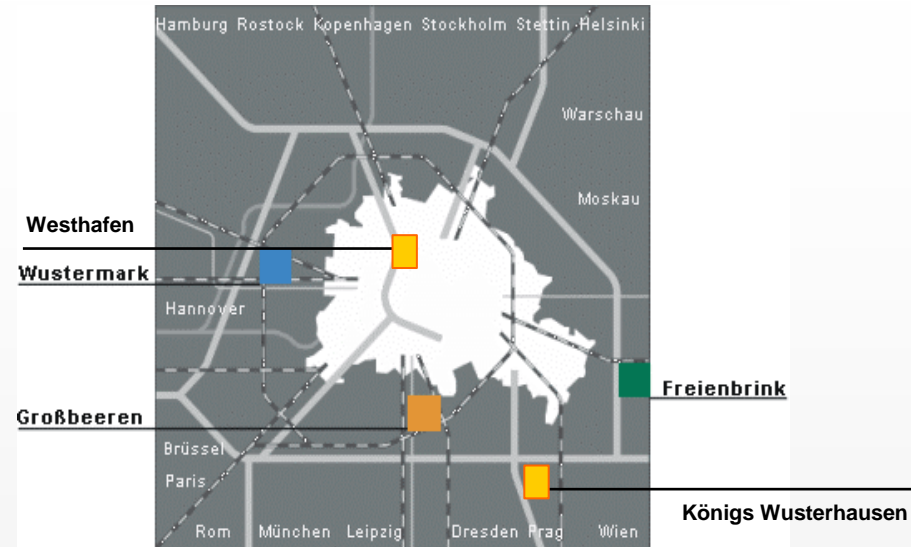 Hamburg Rostock Kopenhagen Stockholm Stettin Helsinki
Warschau
Moskau
Westhafen
Wustermark
Hannover
Freienbrink
Großbeeren
Brüssel
Paris
Königs Wusterhausen
Rom München Leipzig Dresden Prag Wien